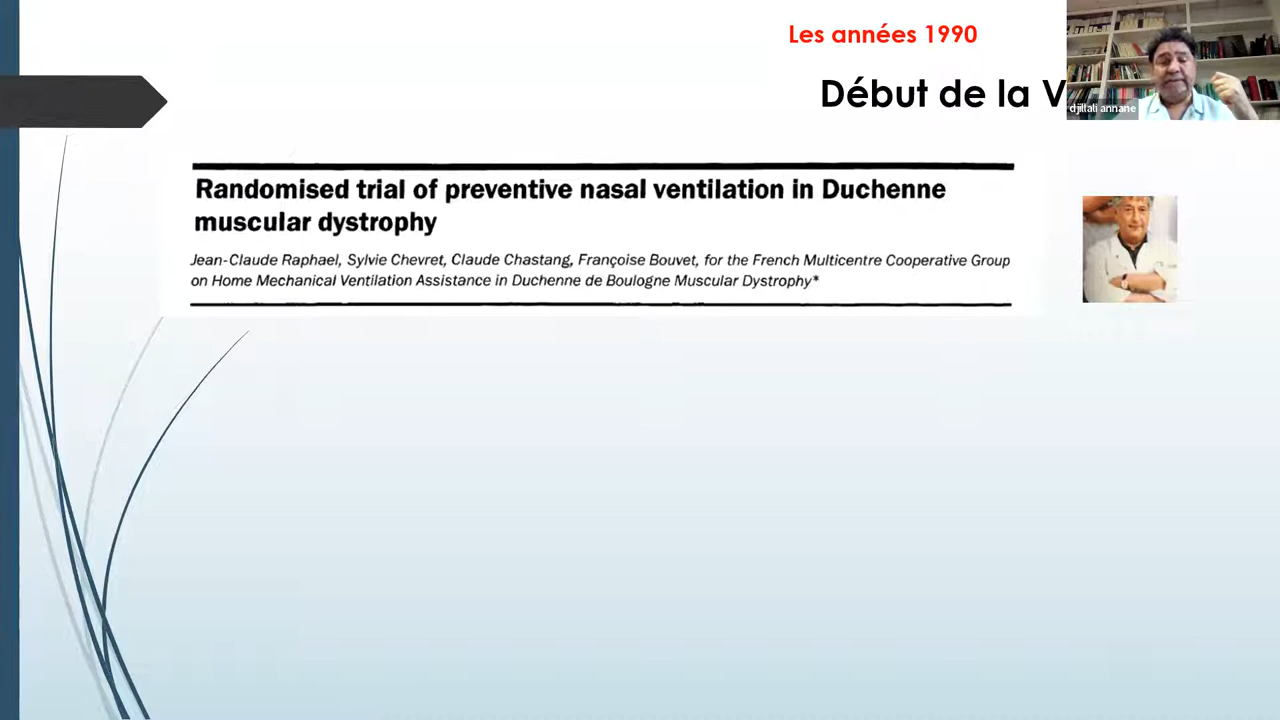 Les années 1990
Début de la V
djillali annane
Randomised trial of preventive nasal ventilation in Duchenne
muscular dystrophy
Jean-Claude Raphael, Sylvie Chevret, Claude Chastang, Françoise Bouvet, for the French Multicentre Cooperative Group
on Home Mechanical Ventilation Assistance in Duchenne de Boulogne Muscular Dystrophy*